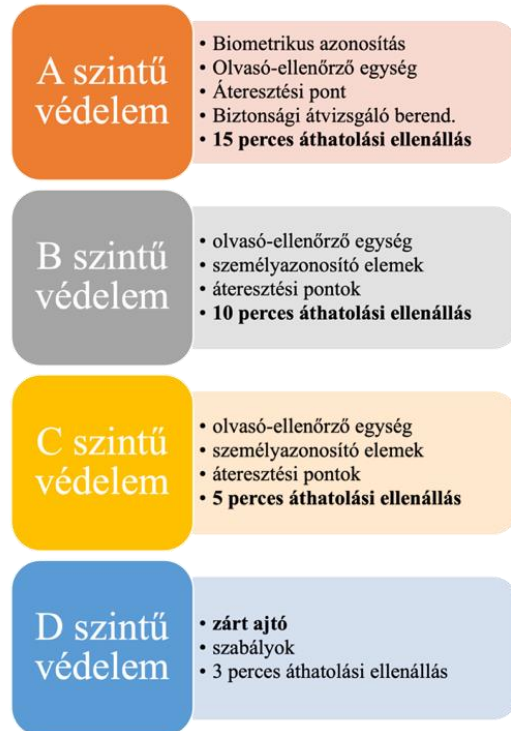 A szintű
védelem
• Biometrikus azonosítás
• Olvasó-ellenőrző egység
• Áteresztési pont
• Biztonsági átvizsgáló berend.
• 15 perces áthatolási ellenállás
B szintű
védelem
• olvasó-ellenőrző egység
• személyazonosító elemek
• áteresztési pontok
• 10 perces áthatolási ellenállás
C szintű
védelem
• olvasó-ellenőrző egység
• személyazonosító elemek
• áteresztési pontok
• 5 perces áthatolási ellenállás
D szintű
védelem
• zárt ajtó
• szabályok
• 3 perces áthatolási ellenállás